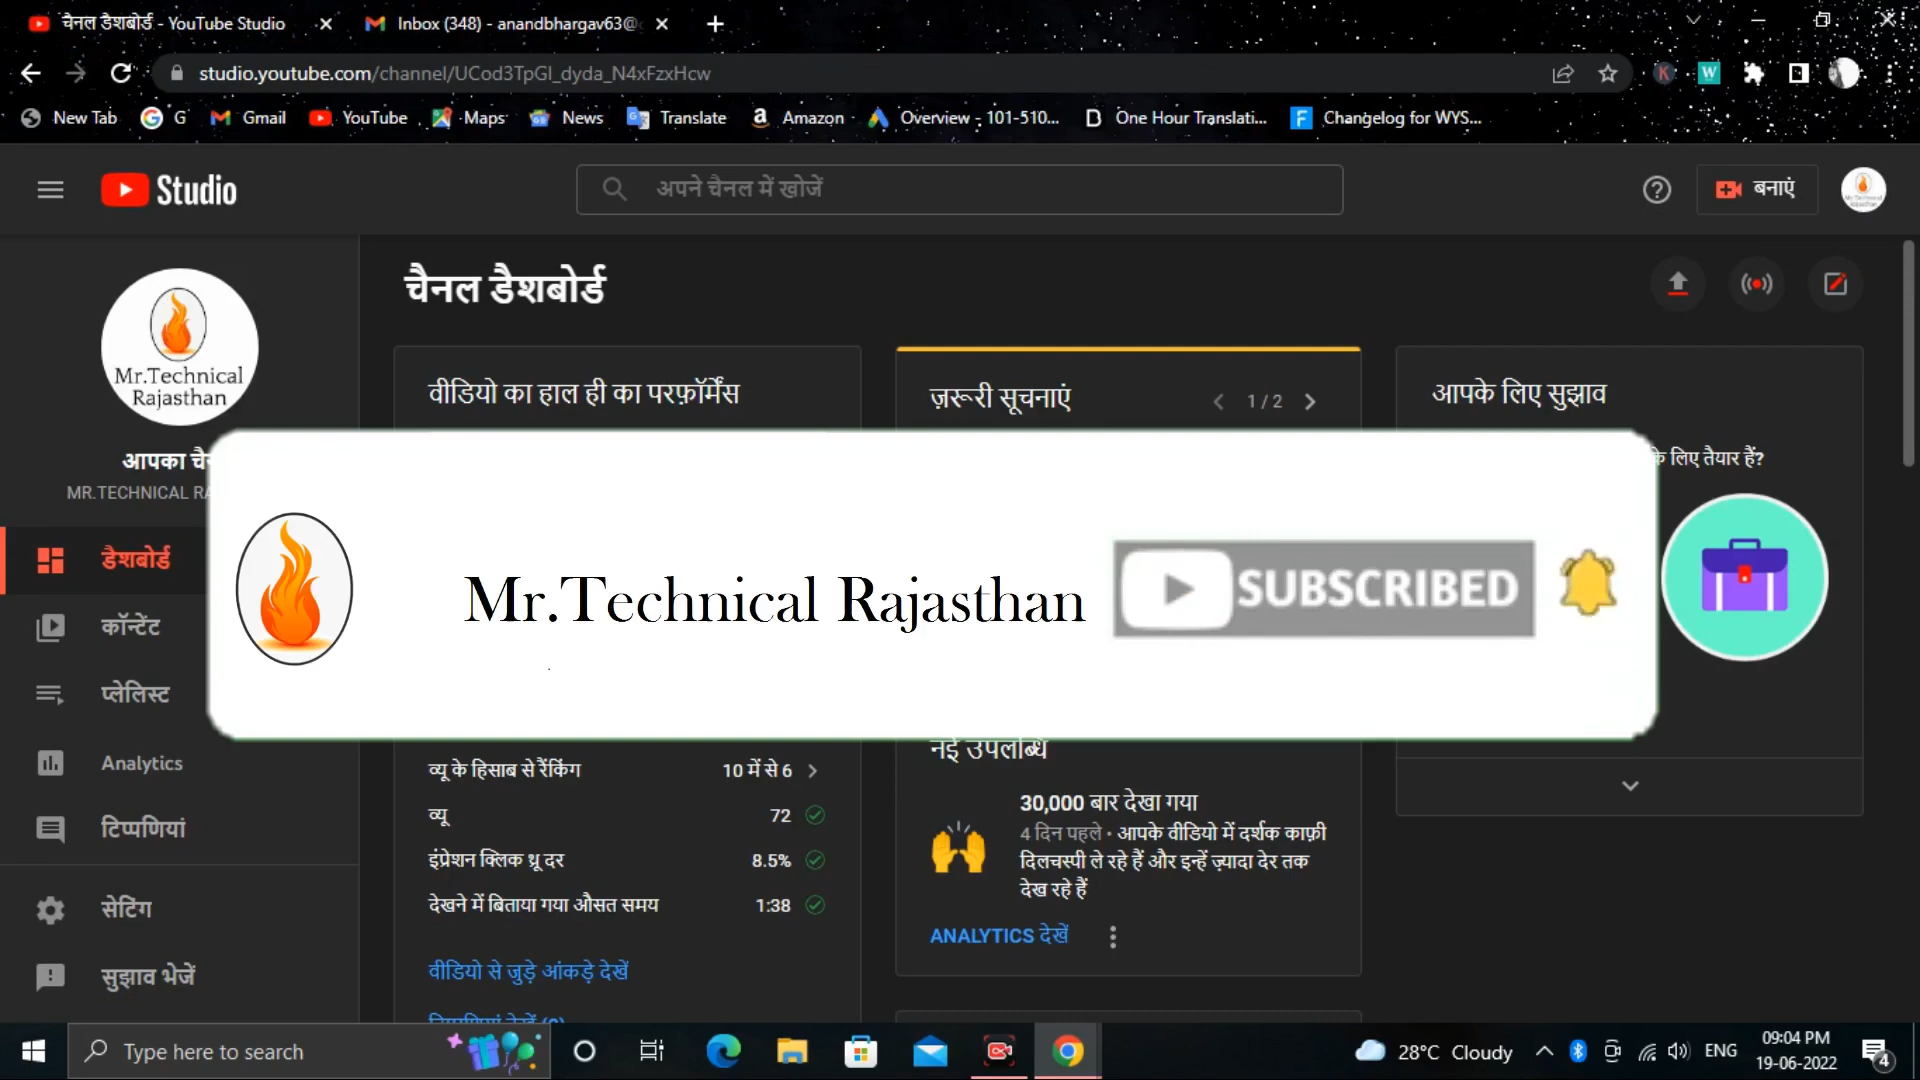 चैनल डैशबोर्ड - YouTube Studio
Inbox (348) - anandbhargav63@
studio.youtube.com/channel/UCod3TpGl_dyda_N4xFzxHcw
New Tab
G
Gmail
YouTube
Maps
News
Translate
Amazon
Overview - 101-510...
One Hour Translati...
Changelog for WYS...
Studio
अपने चैनल में खोजें
बनाएं
Mr.Technical
Rajasthan
चैनल डैशबोर्ड
वीडियो का हाल ही का परफ़ॉर्मेंस
ज़रूरी सूचनाएं
1 / 2
आपके लिए सुझाव
के लिए तैयार हैं?
आपका
MR.TECHNICAL
Mr.Technical Rajasthan
SUBSCRIBED
डैशबोर्ड
कॉन्टेंट
प्लेलिस्ट
Analytics
टिप्पणियां
सेटिंग
सुझाव भेजें
व्यू के हिसाब से रैंकिंग 10 में से 6
व्यू 72
इंप्रेशन क्लिक थ्रू दर 8.5%
देखने में बिताया गया औसत समय 1:38
वीडियो से जुड़े आंकड़े देखें
नई उपलब्धि
30,000 बार देखा गया
4 दिन पहले • आपके वीडियो में दर्शक काफ़ी
दिलचस्पी ले रहे हैं और इन्हें ज़्यादा देर तक
देख रहे हैं
ANALYTICS देखें
Type here to search
28°C Cloudy
ENG
09:04 PM
19-06-2022
4